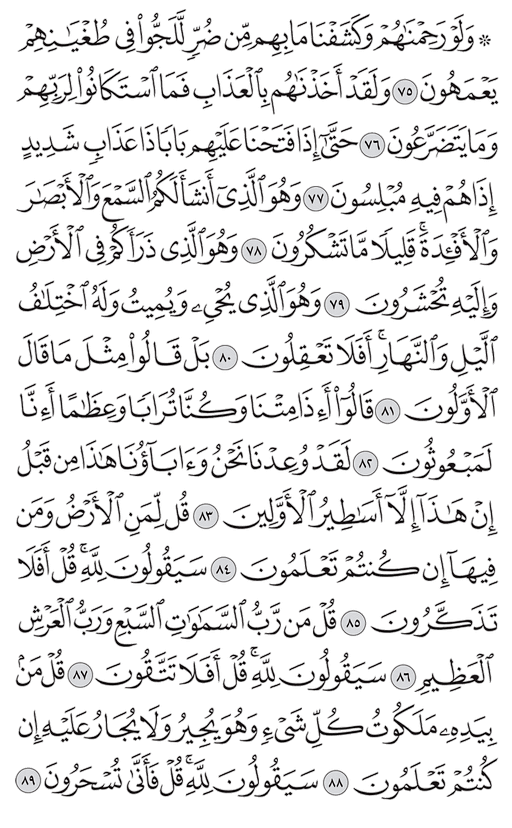 ۞ وَلَوْ رَحِمْنَٰهُمْ وَكَشَفْنَا مَا بِهِم مِّن ضُرٍّ لَّلَجُّوا۟ فِى طُغْيَٰنِهِمْ
يَعْمَهُونَ ٧٥ وَلَقَدْ أَخَذْنَٰهُم بِٱلْعَذَابِ فَمَا ٱسْتَكَانُوا۟ لِرَبِّهِمْ
وَمَا يَتَضَرَّعُونَ ٧٦ حَتَّىٰٓ إِذَا فَتَحْنَا عَلَيْهِم بَابًا ذَا عَذَابٍ شَدِيدٍ
إِذَا هُمْ فِيهِ مُبْلِسُونَ ٧٧ وَهُوَ ٱلَّذِىٓ أَنشَأَ لَكُمُ ٱلسَّمْعَ وَٱلْأَبْصَٰرَ
وَٱلْأَفْـِٔدَةَ ۚ قَلِيلًا مَّا تَشْكُرُونَ ٧٨ وَهُوَ ٱلَّذِى ذَرَأَكُمْ فِى ٱلْأَرْضِ
وَإِلَيْهِ تُحْشَرُونَ ٧٩ وَهُوَ ٱلَّذِى يُحْىِۦ وَيُمِيتُ وَلَهُ ٱخْتِلَٰفُ
ٱلَّيْلِ وَٱلنَّهَارِ ۚ أَفَلَا تَعْقِلُونَ ٨٠ بَلْ قَالُوا۟ مِثْلَ مَا قَالَ
ٱلْأَوَّلُونَ ٨١ قَالُوٓا۟ أَءِذَا مِتْنَا وَكُنَّا تُرَابًا وَعِظَٰمًا أَءِنَّا
لَمَبْعُوثُونَ ٨٢ لَقَدْ وُعِدْنَا نَحْنُ وَءَابَآؤُنَا هَٰذَا مِن قَبْلُ
إِنْ هَٰذَآ إِلَّآ أَسَٰطِيرُ ٱلْأَوَّلِينَ ٨٣ قُل لِّمَنِ ٱلْأَرْضُ وَمَن
فِيهَآ إِن كُنتُمْ تَعْلَمُونَ ٨٤ سَيَقُولُونَ لِلَّهِ ۚ قُلْ أَفَلَا
تَذَكَّرُونَ ٨٥ قُلْ مَن رَّبُّ ٱلسَّمَٰوَٰتِ ٱلسَّبْعِ وَرَبُّ ٱلْعَرْشِ
ٱلْعَظِيمِ ٨٦ سَيَقُولُونَ لِلَّهِ ۚ قُلْ أَفَلَا تَتَّقُونَ ٨٧ قُلْ مَنۢ
بِيَدِهِۦ مَلَكُوتُ كُلِّ شَىْءٍ وَهُوَ يُجِيرُ وَلَا يُجَارُ عَلَيْهِ إِن
كُنتُمْ تَعْلَمُونَ ٨٨ سَيَقُولُونَ لِلَّهِ ۚ قُلْ فَأَنَّىٰ تُسْحَرُونَ ٨٩